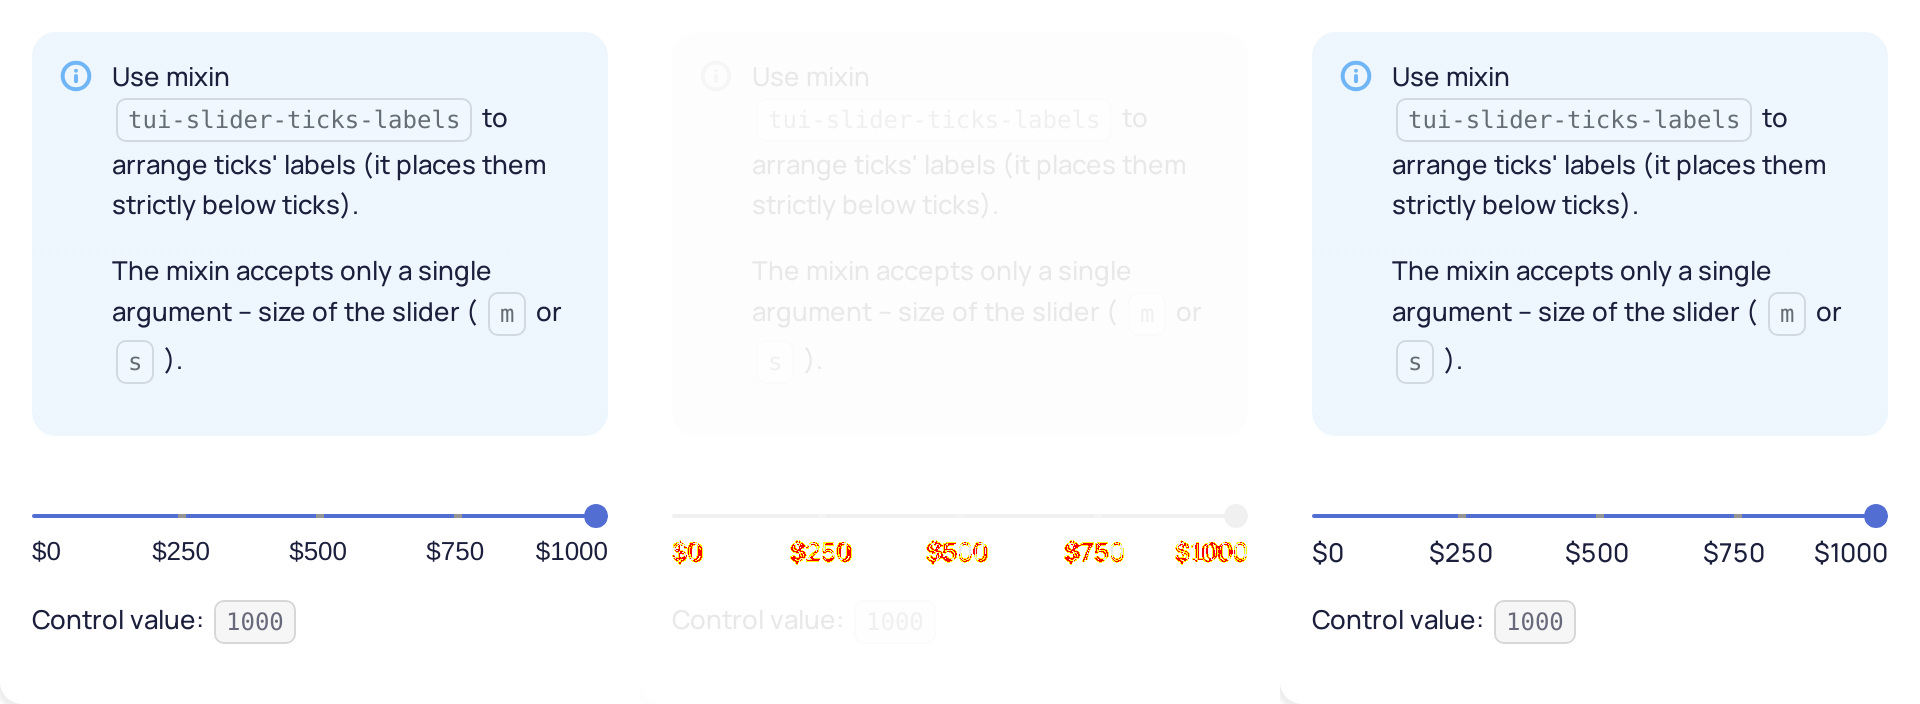 Use mixin
tui-slider-ticks-labels to
arrange ticks' labels (it places them
strictly below ticks).
The mixin accepts only a single
argument – size of the slider ( m or
s ).
$0 $250 $500 $750 $1000
Control value: 1000
Use mixin
tui-slider-ticks-labels to
arrange ticks' labels (it places them
strictly below ticks).
The mixin accepts only a single
argument – size of the slider ( m or
s ).
$0 $250 $500 $750 $1000
Control value: 1000
Use mixin
tui-slider-ticks-labels to
arrange ticks' labels (it places them
strictly below ticks).
The mixin accepts only a single
argument – size of the slider ( m or
s ).
$0 $250 $500 $750 $1000
Control value: 1000